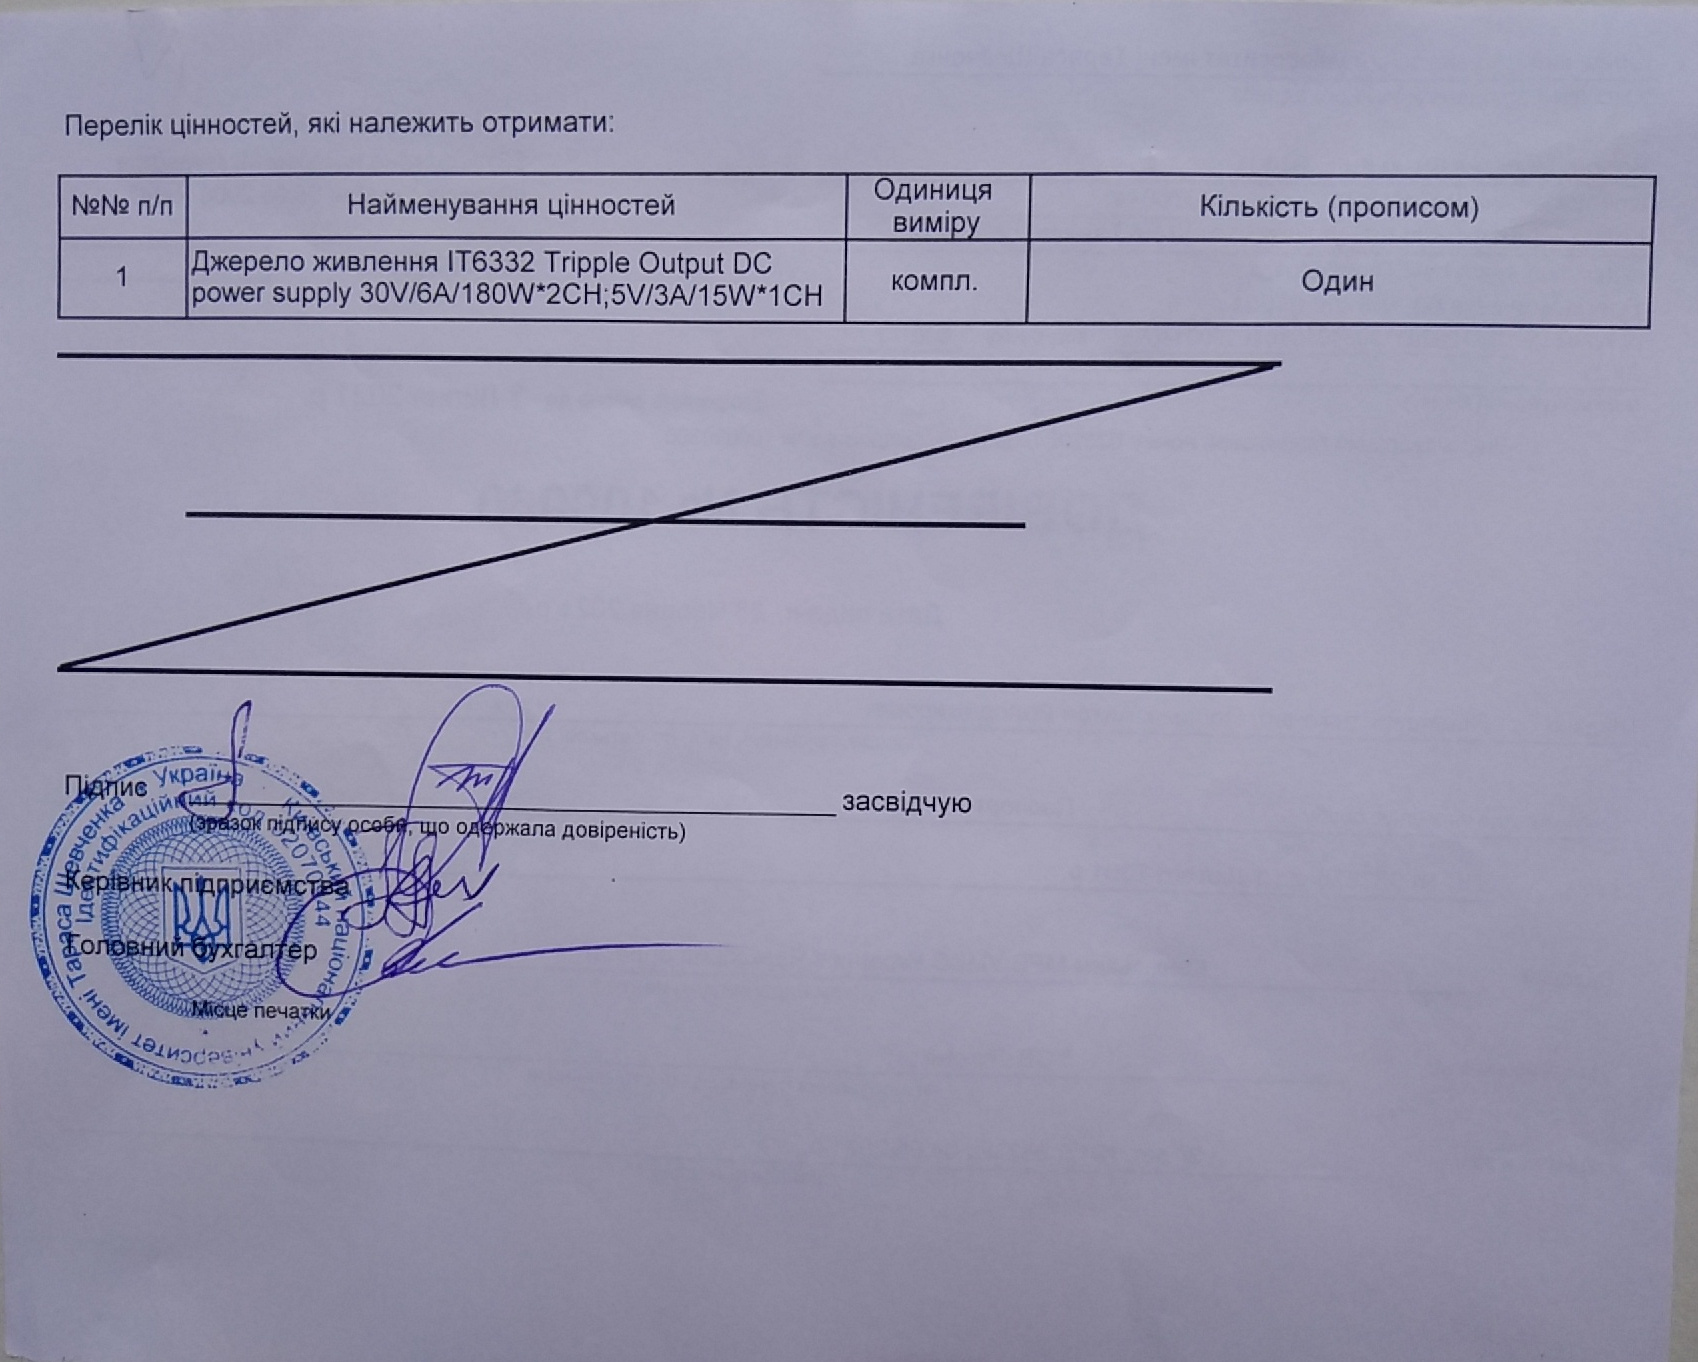 Перелік цінностей, які належить отримати:
№№ п/п
Найменування цінностей
Одиниця
виміру
Кількість (прописом)
1
Джерело живлення IT6332 Tripple Output DC
power supply 30V/6A/180W*2CH;5V/3A/15W*1CH
компл.
Один
Підпис
засвідчую
(зразок підпису особи, що одержала довіреність)
Керівник підприємства
Головний бухгалтер
Місце печатки
Україна
Київський національний університет імені Тараса Шевченка
Ідентифікаційний код 02070944